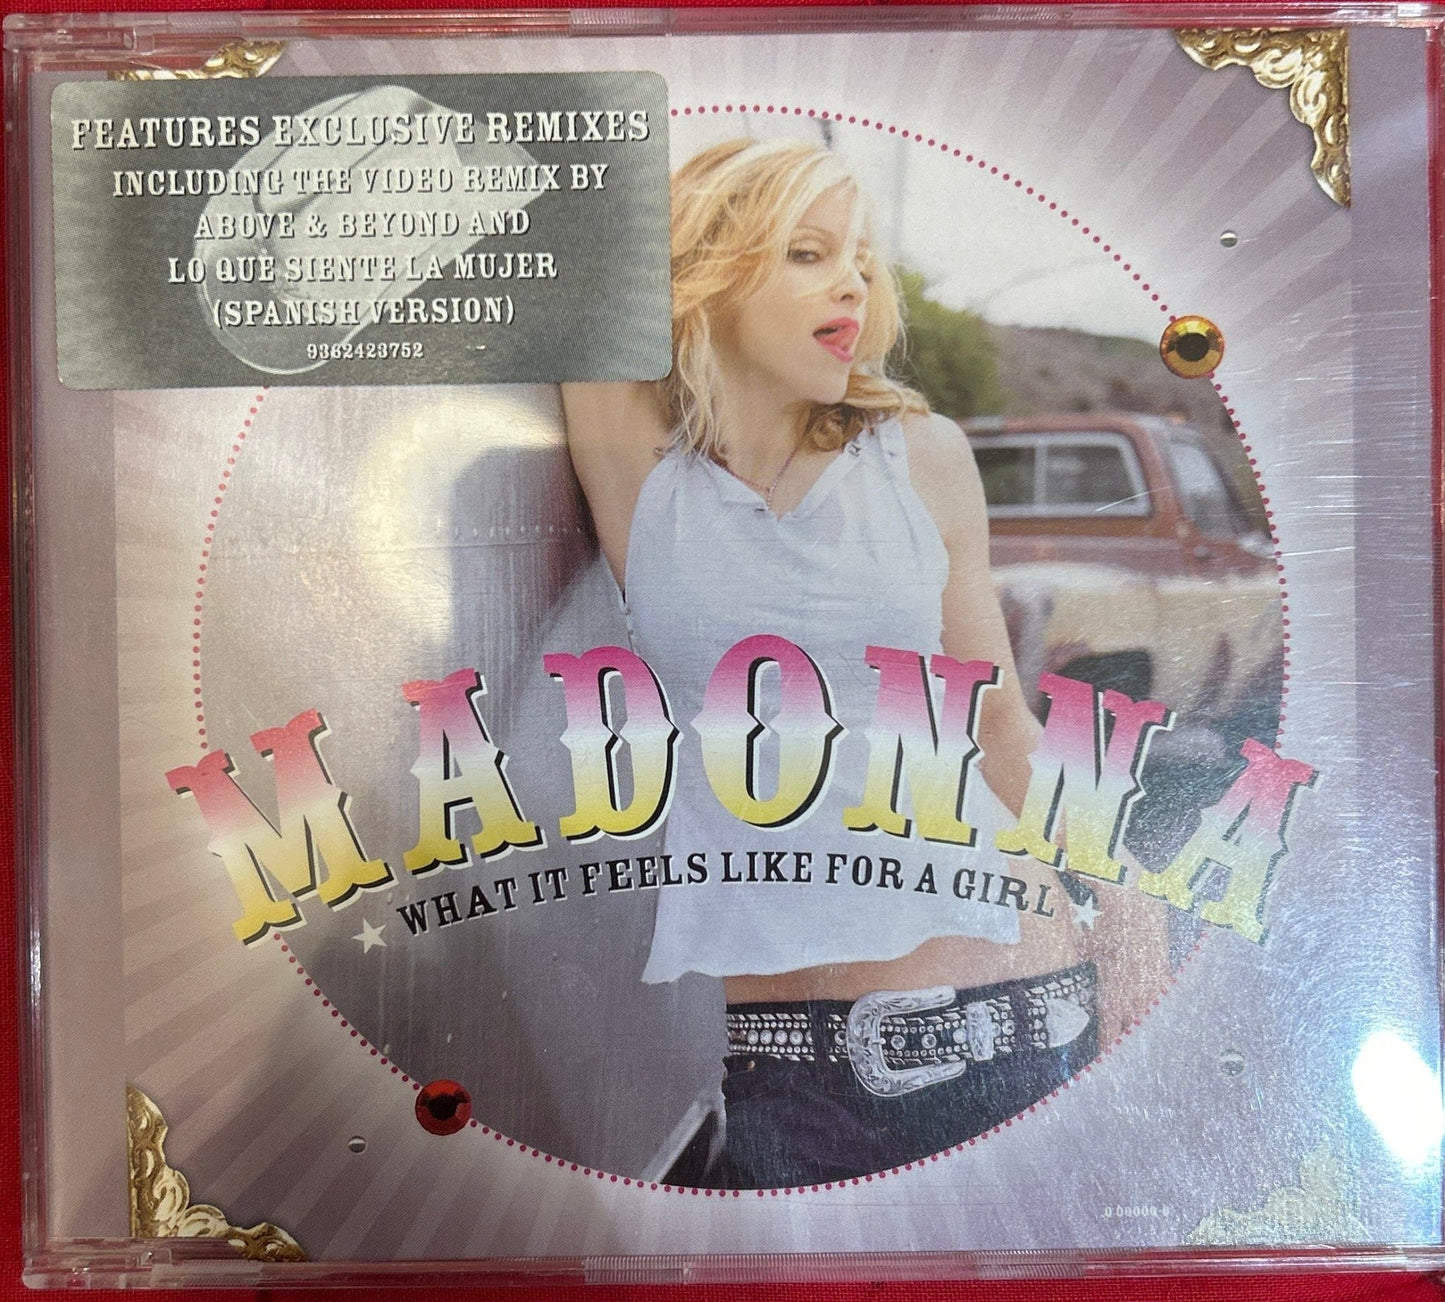 FEATURES EXCLUSIVE REMIXES
INCLUDING THE VIDEO REMIX BY
ABOVE & BEYOND AND
LO QUE SIENTE LA MUJER
(SPANISH VERSION)
9362423752
MADONNA
WHAT IT FEELS LIKE FOR A GIRL